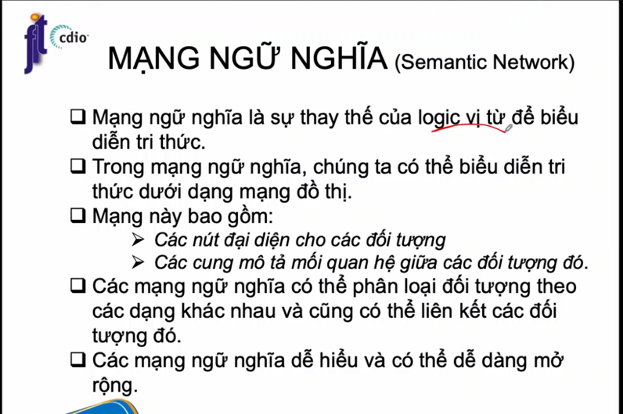 jit
cdio
MẠNG NGỮ NGHĨA (Semantic Network)
❑ Mạng ngữ nghĩa là sự thay thế của logic vị từ để biểu
diễn tri thức.
❑ Trong mạng ngữ nghĩa, chúng ta có thể biểu diễn tri
thức dưới dạng mạng đồ thị.
❑ Mạng này bao gồm:
➢ Các nút đại diện cho các đối tượng
➢ Các cung mô tả mối quan hệ giữa các đối tượng đó.
❑ Các mạng ngữ nghĩa có thể phân loại đối tượng theo
các dạng khác nhau và cũng có thể liên kết các đối
tượng đó.
❑ Các mạng ngữ nghĩa dễ hiểu và có thể dễ dàng mở
rộng.